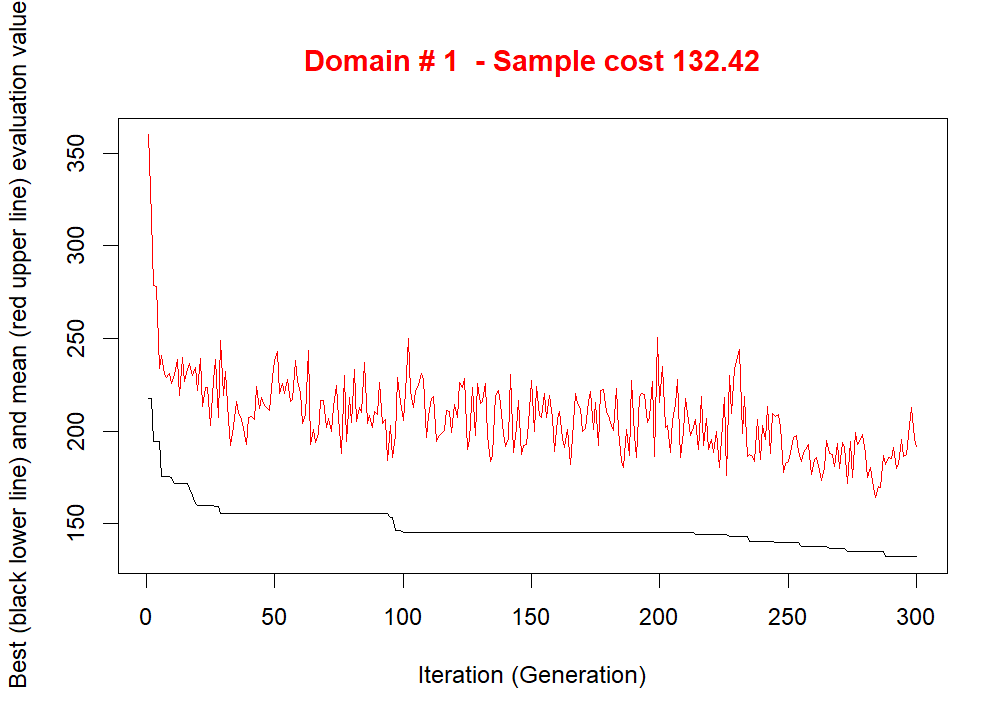 Domain # 1  - Sample cost 132.42
Best (black lower line) and mean (red upper line) evaluation value
350
300
250
200
150
0 50 100 150 200 250 300
Iteration (Generation)